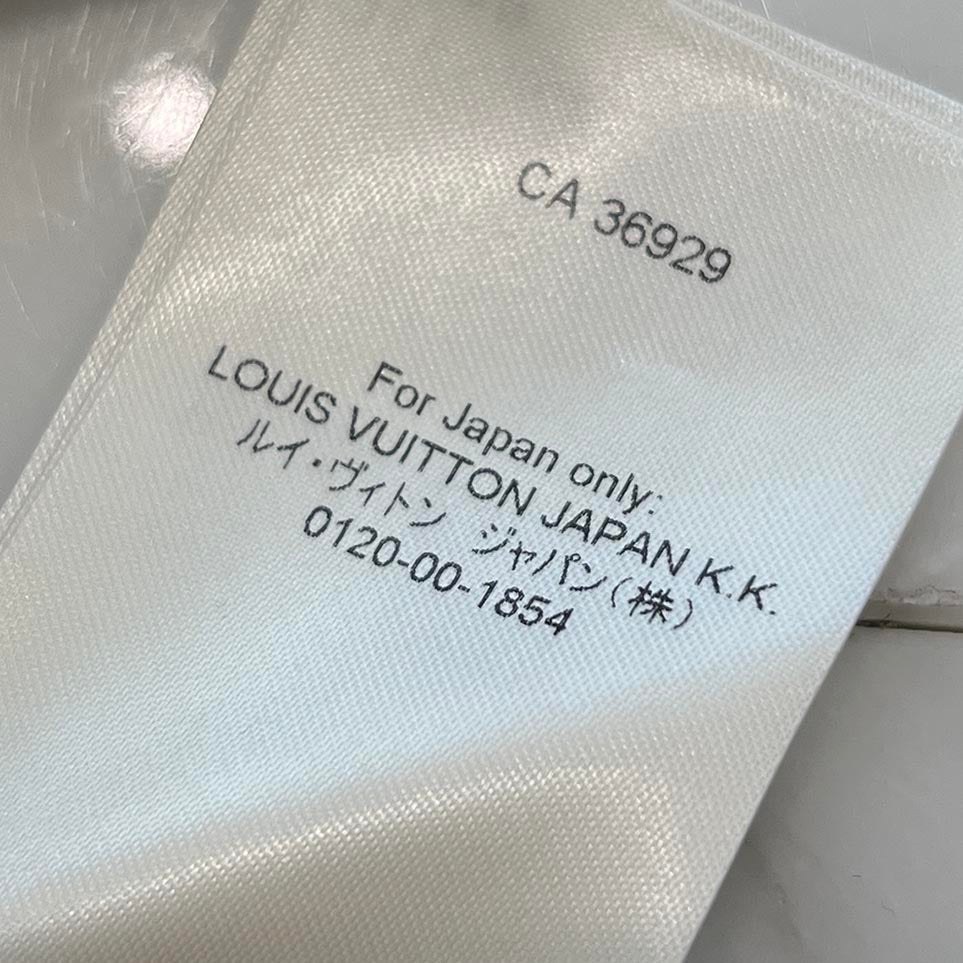 CA 36929
For Japan only:
LOUIS VUITTON JAPAN K.K.
ルイ・ヴィトン ジャパン(株)
0120-00-1854